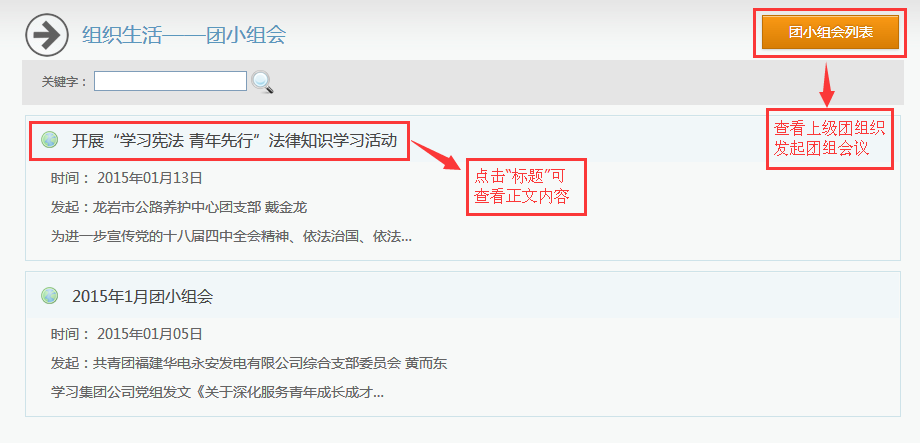 组织生活——团小组会
团小组会列表
关键字：
开展“学习宪法 青年先行”法律知识学习活动
时间： 2015年01月13日
发起：龙岩市公路养护中心团支部 戴金龙
为进一步宣传党的十八届四中全会精神、依法治国、依法...
点击“标题”可
查看正文内容
查看上级团组织
发起团组会议
2015年1月团小组会
时间： 2015年01月05日
发起：共青团福建华电永安发电有限公司综合支部委员会 黄而东
学习集团公司党组发文《关于深化服务青年成长成才...